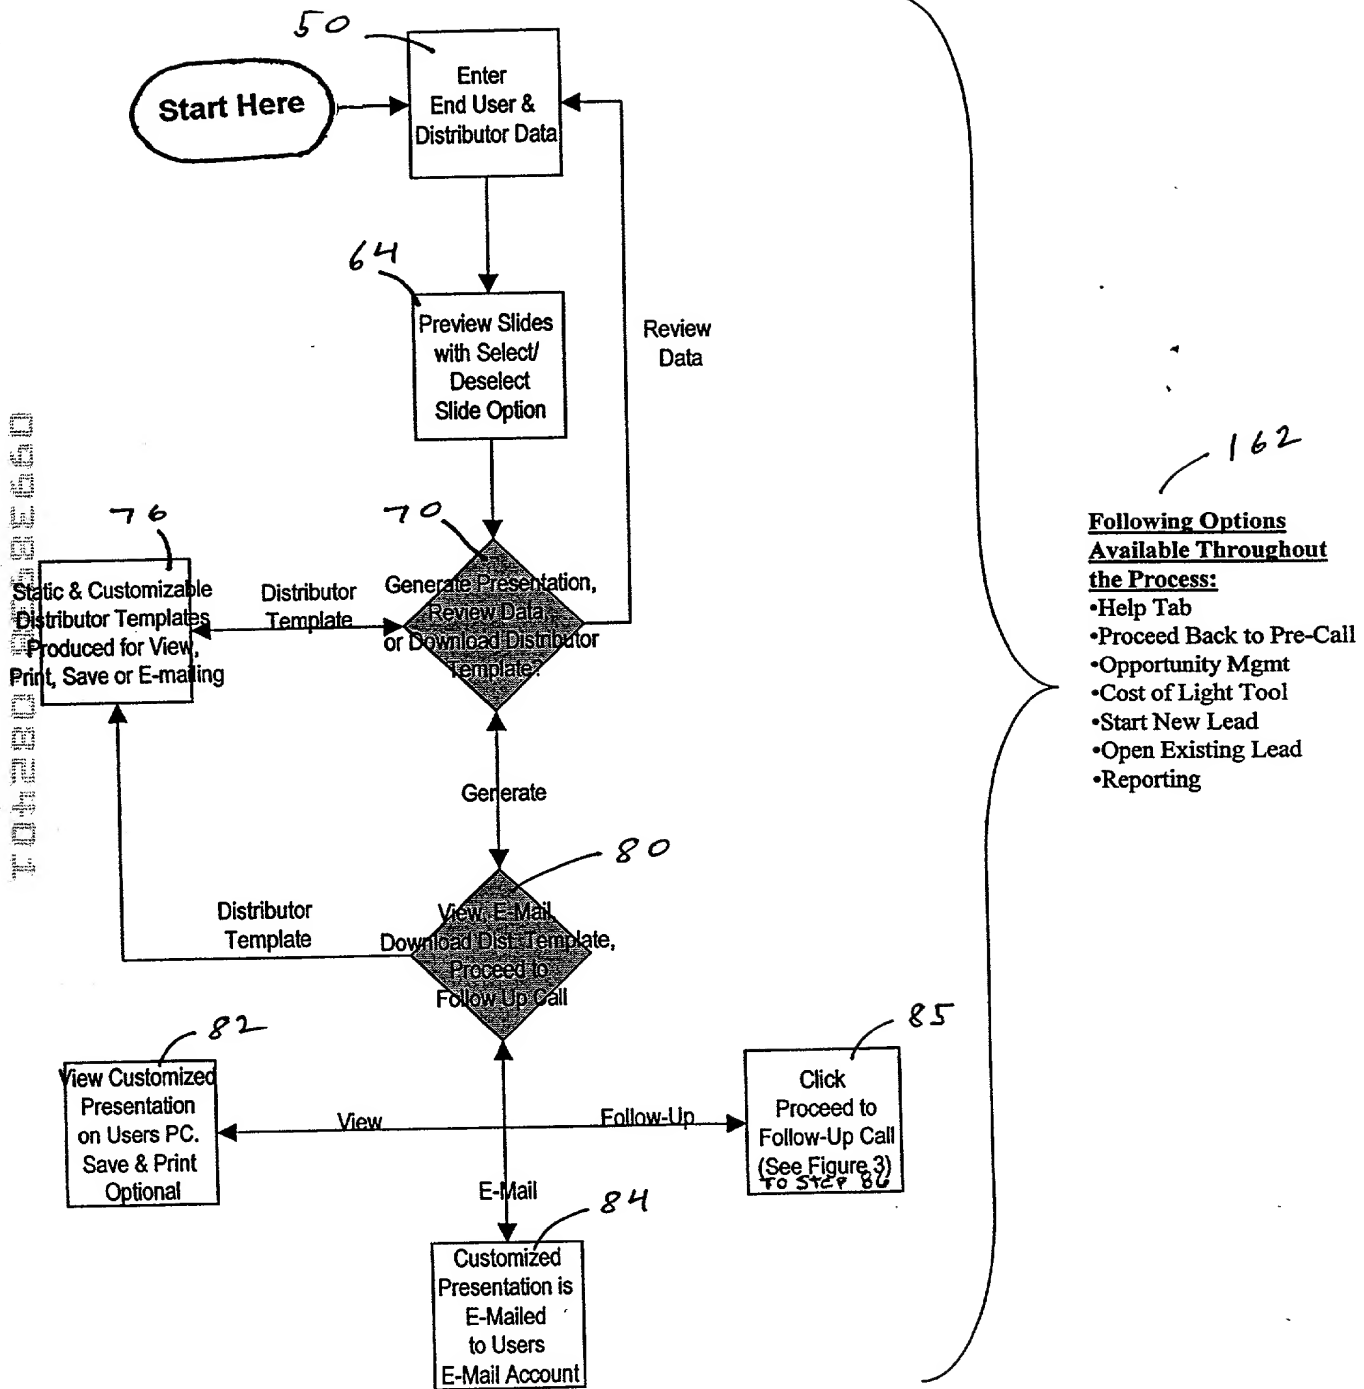 50
Start Here
Enter
End User &
Distributor Data
64
Preview Slides
with Select/
Deselect
Slide Option
Review
Data
162
Following Options
Available Throughout
the Process:
•Help Tab
•Proceed Back to Pre-Call
•Opportunity Mgmt
•Cost of Light Tool
•Start New Lead
•Open Existing Lead
•Reporting
76
Static & Customizable
Distributor Templates
Produced for View,
Print, Save or E-mailing
Distributor
Template
70
Generate Presentation,
Review Data,
or Download Distributor
Template?
Generate
80
View, E-Mail,
Download Dist. Template,
Proceed to
Follow Up Call
Distributor
Template
82
View Customized
Presentation
on Users PC.
Save & Print
Optional
View
Follow-Up
85
Click
Proceed to
Follow-Up Call
(See Figure 3)
TO STEP 86
E-Mail
84
Customized
Presentation is
E-Mailed
to Users
E-Mail Account